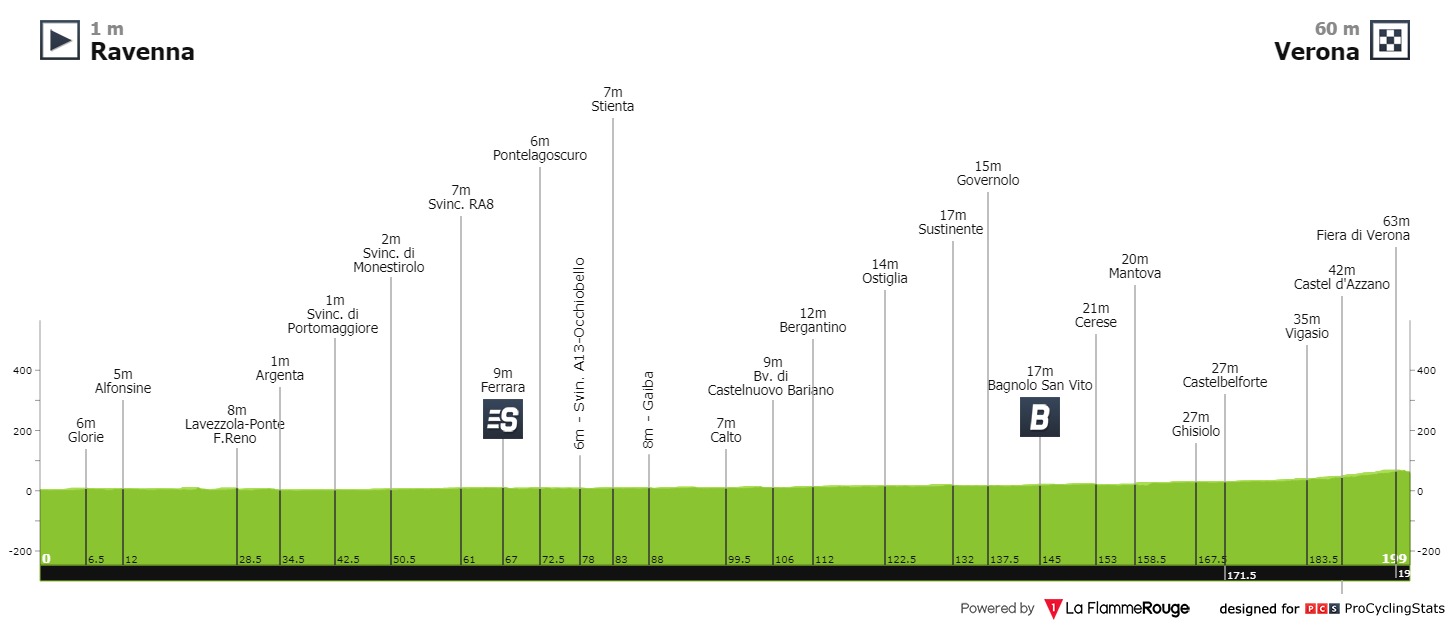 1 m
Ravenna
60 m
Verona
7m
Stienta
6m
Pontelagoscuro
15m
Governolo
7m
Svinc. RA8
17m
Sustinente
63m
Fiera di Verona
2m
Svinc. di
Monestirolo
14m
Ostiglia
20m
Mantova
42m
Castel d'Azzano
6m - Svin. A13-Occhiobello
1m
Svinc. di
Portomaggiore
12m
Bergantino
21m
Cerese
35m
Vigasio
1m
Argenta
5m
Alfonsine
9m
Ferrara
S
8m - Gaiba
9m
Bv. di
Castelnuovo Bariano
17m
Bagnolo San Vito
B
27m
Castelbelforte
8m
Lavezzola-Ponte
F.Reno
6m
Glorie
7m
Calto
27m
Ghisiolo
400
200
0
-200
400
200
0
-200
0 6.5 12 28.5 34.5 42.5 50.5 61 67 72.5 78 83 88 99.5 106 112 122.5 132 137.5 145 153 158.5 167.5 183.5 199
171.5 19
Powered by 1 La FlammeRouge designed for PCS ProCyclingStats